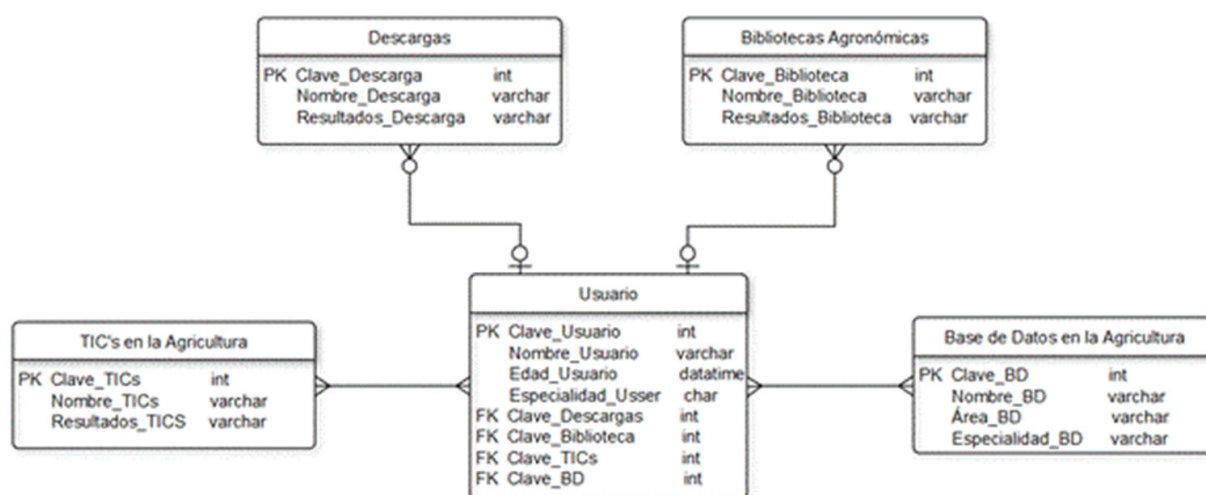 Descargas
PK Clave_Descarga int
Nombre_Descarga varchar
Resultados_Descarga varchar
Bibliotecas Agronómicas
PK Clave_Biblioteca int
Nombre_Biblioteca varchar
Resultados_Biblioteca varchar
TIC's en la Agricultura
PK Clave_TICs int
Nombre_TICs varchar
Resultados_TICS varchar
Usuario
PK Clave_Usuario int
Nombre_Usuario varchar
Edad_Usuario datatime
Especialidad_Usser char
FK Clave_Descargas int
FK Clave_Biblioteca int
FK Clave_TICs int
FK Clave_BD int
Base de Datos en la Agricultura
PK Clave_BD int
Nombre_BD varchar
Área_BD varchar
Especialidad_BD varchar